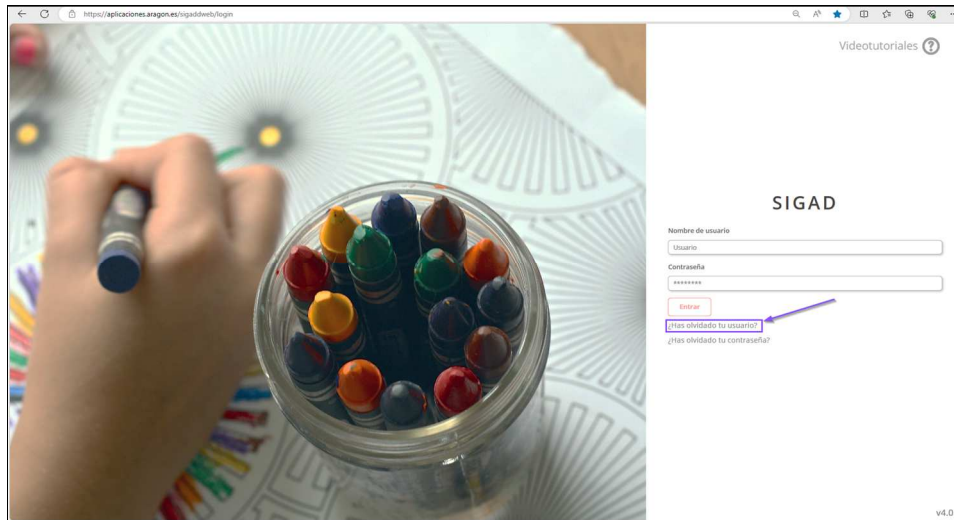 https://aplicaciones.aragon.es/sigaddweb/login
Videotutoriales ?
SIGAD
Nombre de usuario
Usuario
Contraseña
********
Entrar
¿Has olvidado tu usuario?
¿Has olvidado tu contraseña?
v4.0